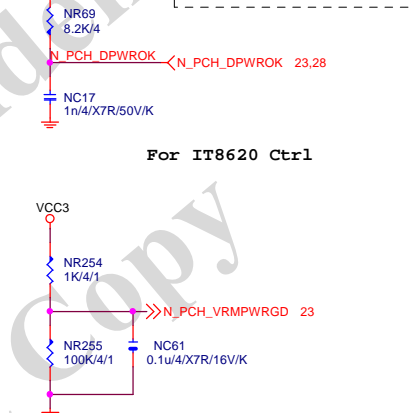 NR69
8.2K/4
N_PCH_DPWROK
N_PCH_DPWROK 23,28
NC17
1n/4/X7R/50V/K
For IT8620 Ctrl
VCC3
NR254
1K/4/1
N_PCH_VRMPWRGD 23
NR255
100K/4/1
NC61
0.1u/4/X7R/16V/K
Copy